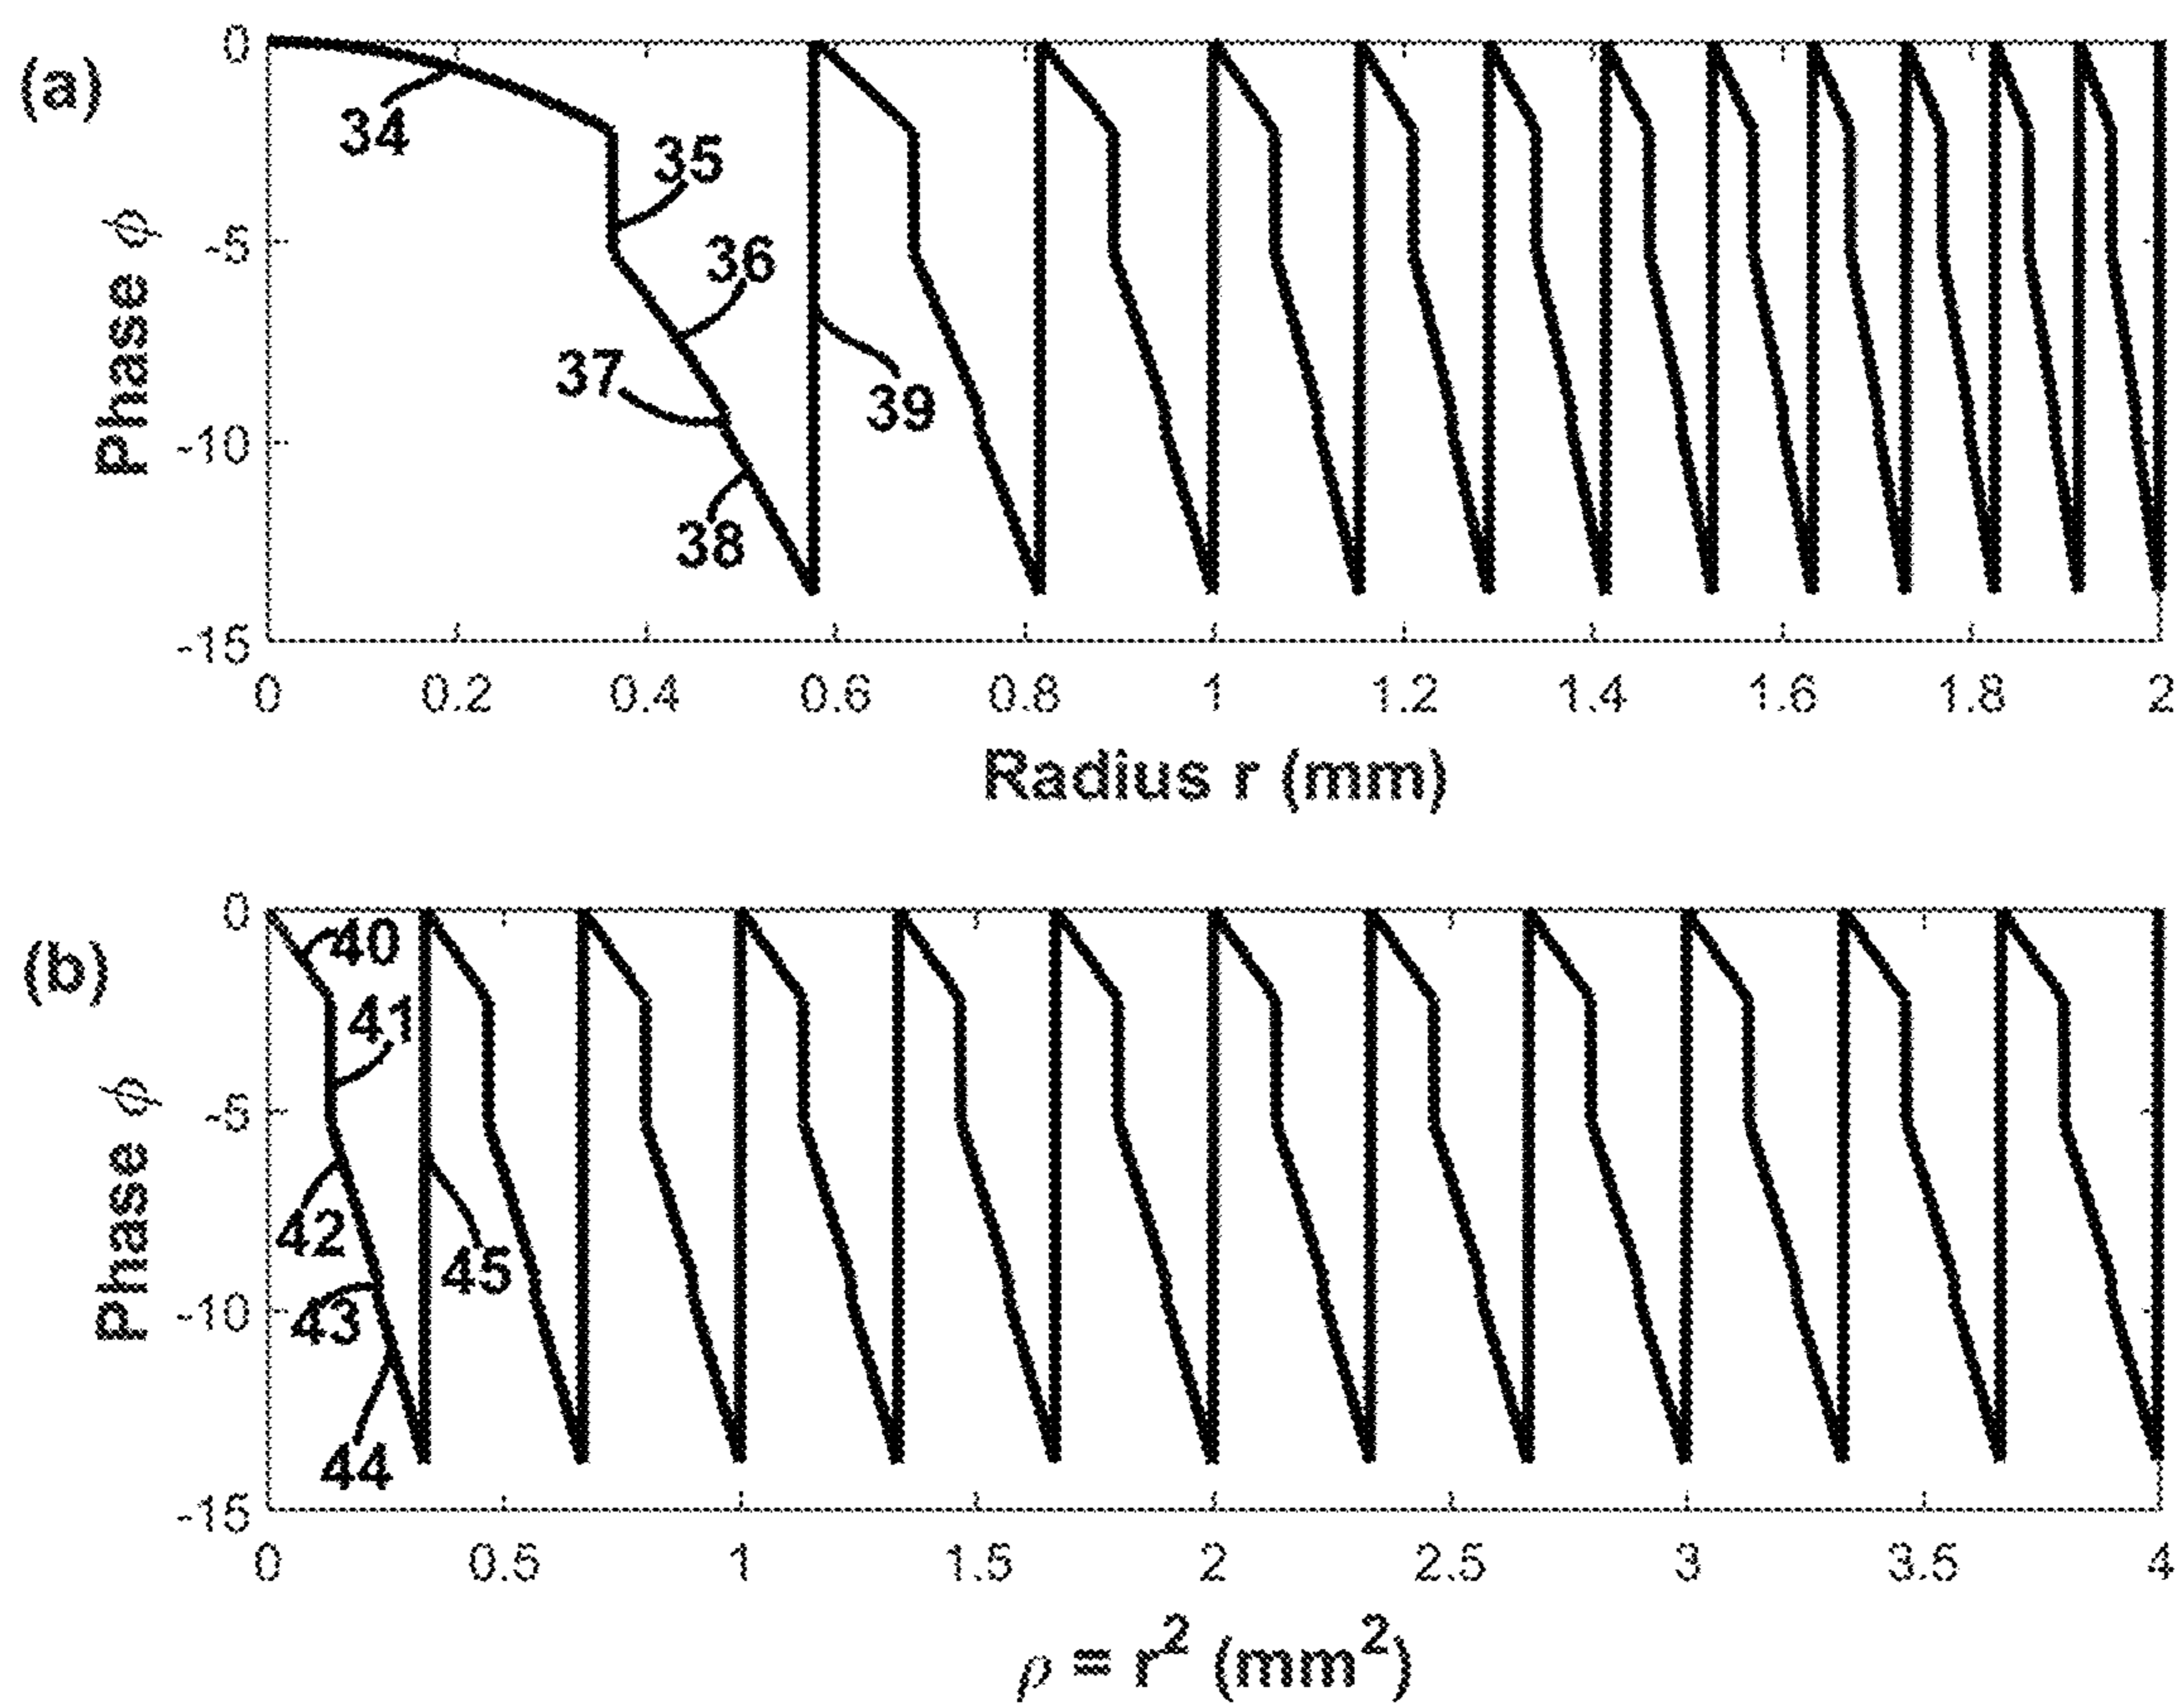 (a)
Phase ϕ
0
-5
-10
-15
34
35
36
37
38
39
0 0.2 0.4 0.6 0.8 1 1.2 1.4 1.6 1.8 2
Radius r (mm)
(b)
Phase ϕ
0
-5
-10
-15
40
41
42
43
44
45
0 0.5 1 1.5 2 2.5 3 3.5 4
ρ = r² (mm²)